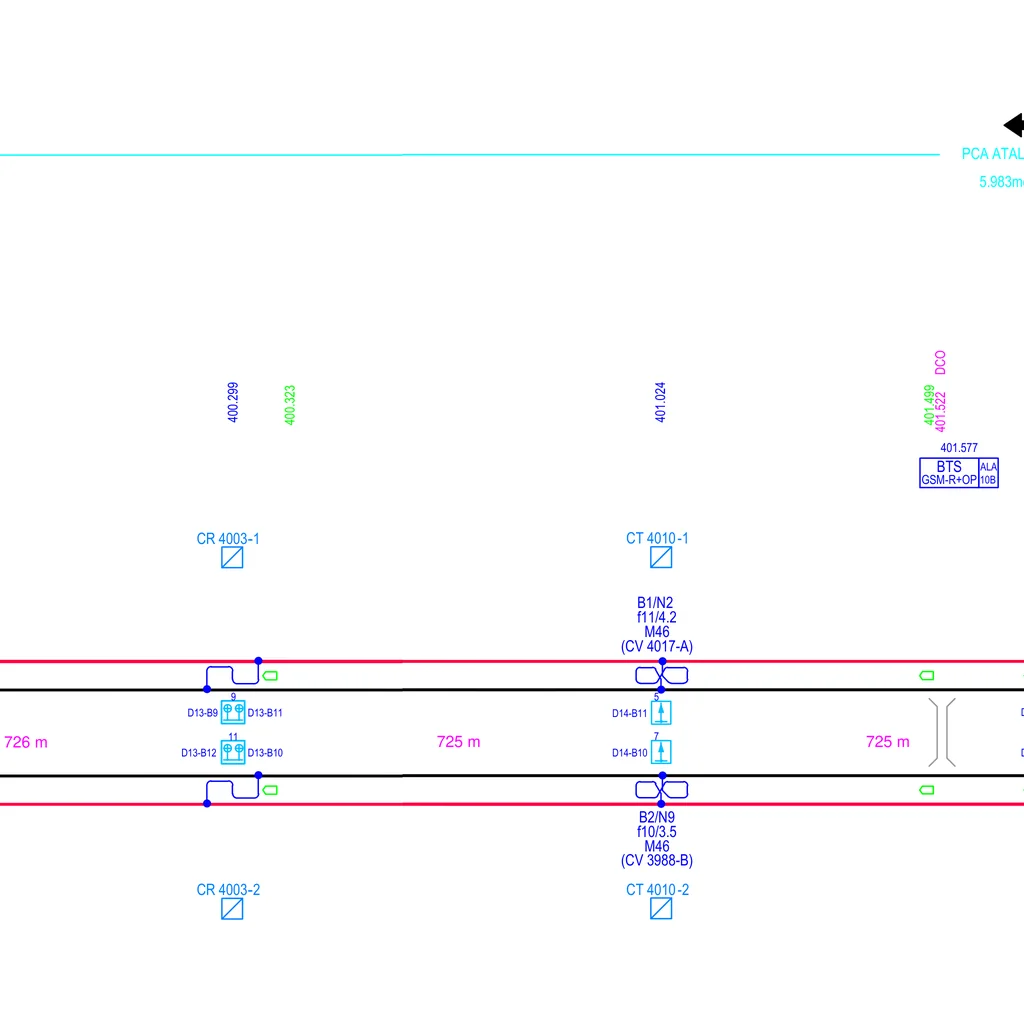 PCA ATAL
5.983m
DCO
400.299
400.323
401.024
401.499
401.522
401.577
BTS
GSM-R+OP
ALA
10B
CR 4003-1
CT 4010-1
B1/N2
f11/4.2
M46
(CV 4017-A)
9
5
D13-B9
D13-B11
D14-B11
726 m
11
725 m
7
725 m
D13-B12
D13-B10
D14-B10
B2/N9
f10/3.5
M46
(CV 3988-B)
CR 4003-2
CT 4010-2